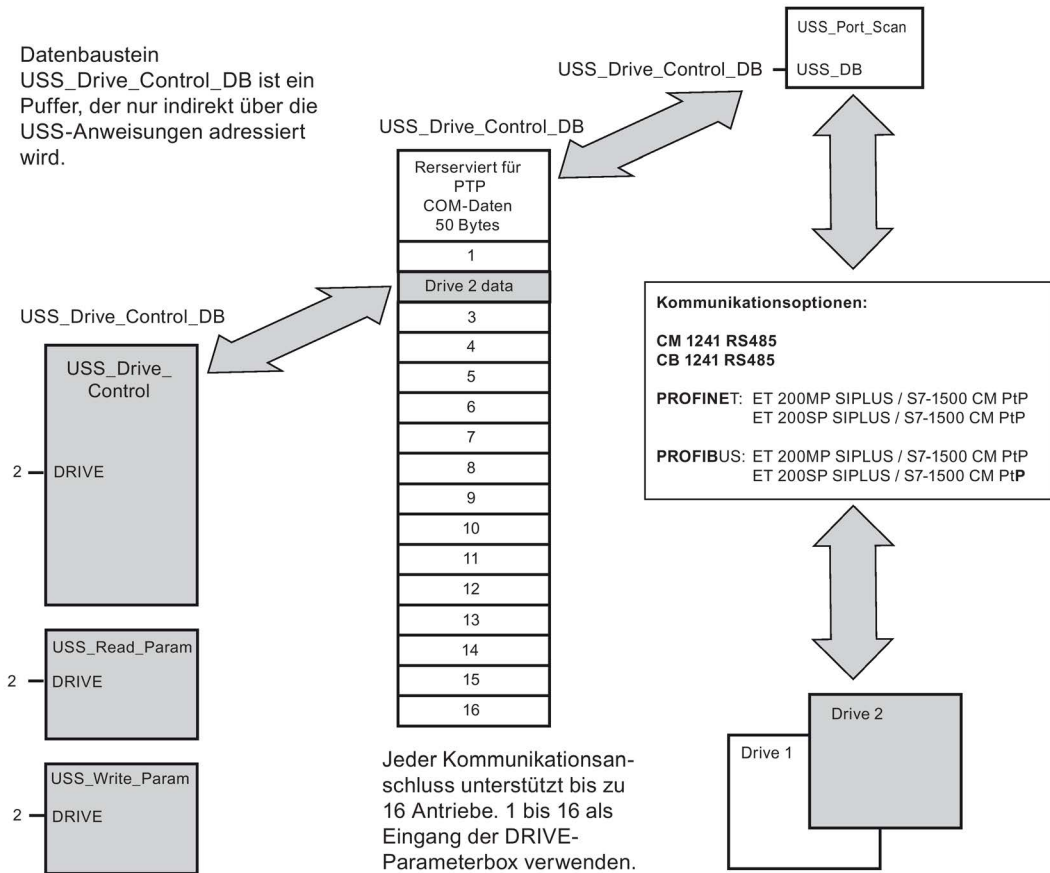 Datenbaustein
USS_Drive_Control_DB ist ein
Puffer, der nur indirekt über die
USS-Anweisungen adressiert
wird.
USS_Port_Scan
USS_Drive_Control_DB
USS_DB
USS_Drive_Control_DB
Rerserviert für
PTP
COM-Daten
50 Bytes
1
Drive 2 data
3
4
5
6
7
8
9
10
11
12
13
14
15
16
USS_Drive_Control_DB
USS_Drive_
Control
2 DRIVE
USS_Read_Param
2 DRIVE
USS_Write_Param
2 DRIVE
Jeder Kommunikationsan-
schluss unterstützt bis zu
16 Antriebe. 1 bis 16 als
Eingang der DRIVE-
Parameterbox verwenden.
Kommunikationsoptionen:
CM 1241 RS485
CB 1241 RS485
PROFINET: ET 200MP SIPLUS / S7-1500 CM PtP
ET 200SP SIPLUS / S7-1500 CM PtP
PROFIBUS: ET 200MP SIPLUS / S7-1500 CM PtP
ET 200SP SIPLUS / S7-1500 CM PtP
Drive 2
Drive 1